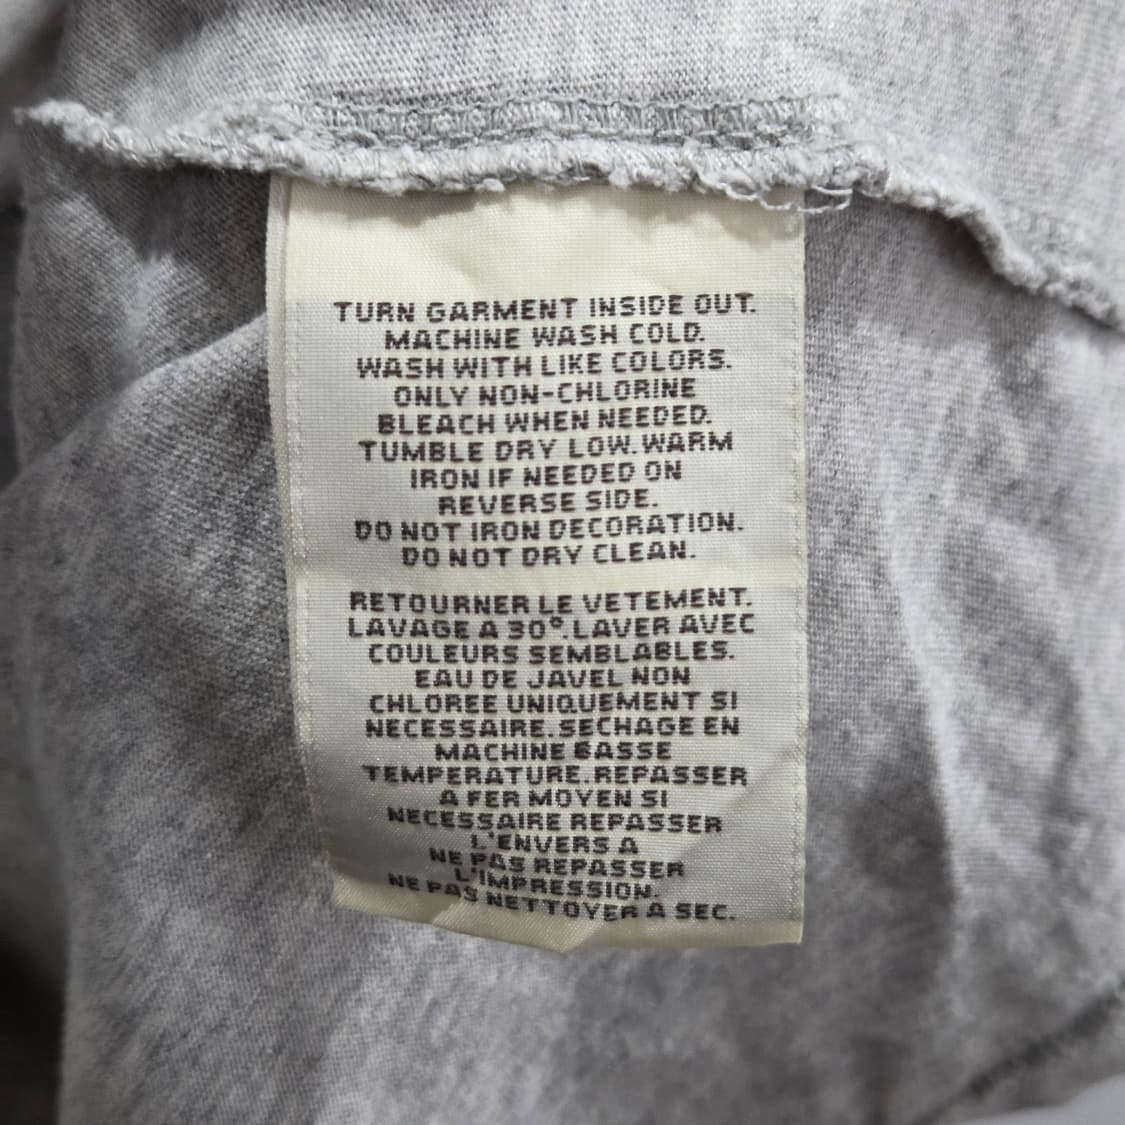 TURN GARMENT INSIDE OUT.
MACHINE WASH COLD.
WASH WITH LIKE COLORS.
ONLY NON-CHLORINE
BLEACH WHEN NEEDED.
TUMBLE DRY LOW.WARM
IRON IF NEEDED ON
REVERSE SIDE.
DO NOT IRON DECORATION.
DO NOT DRY CLEAN.
RETOURNER LE VETEMENT.
LAVAGE A 30°.LAVER AVEC
COULEURS SEMBLABLES.
EAU DE JAVEL NON
CHLOREE UNIQUEMENT SI
NECESSAIRE.SECHAGE EN
MACHINE BASSE
TEMPERATURE.REPASSER
A FER MOYEN SI
NECESSAIRE REPASSER
L'ENVERS A
NE PAS REPASSER
L'IMPRESSION.
NE PAS NETTOYER A SEC.